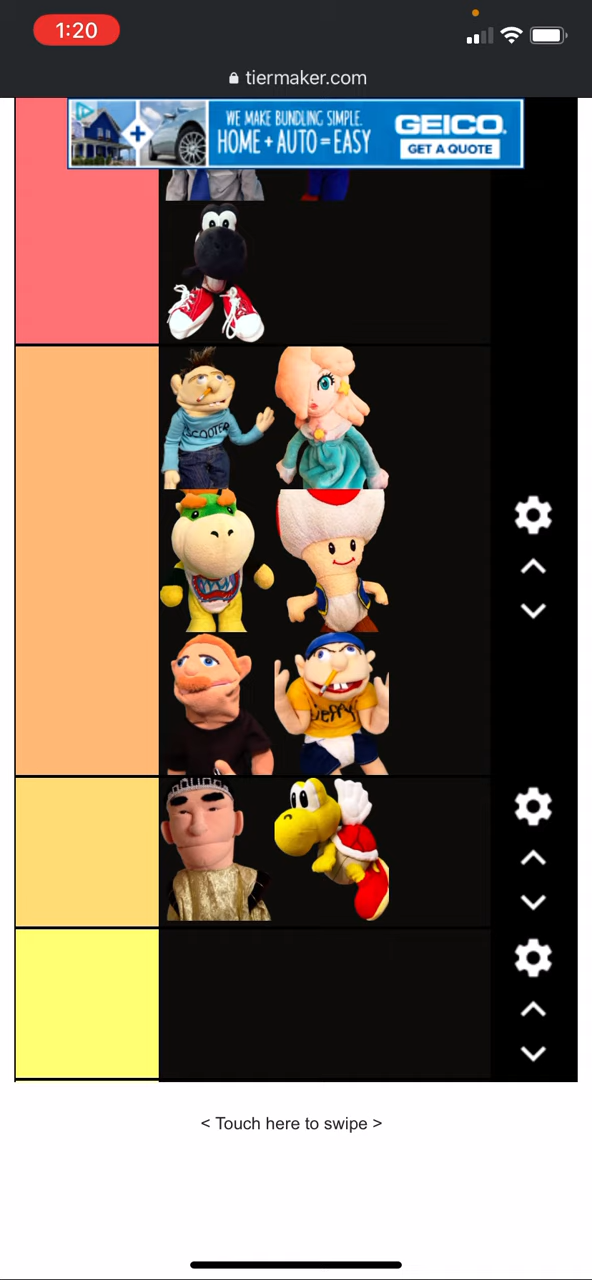 1:20
tiermaker.com
WE MAKE BUNDLING SIMPLE.
HOME + AUTO = EASY
GEICO.
GET A QUOTE
SCOOTER
Jeffy
< Touch here to swipe >